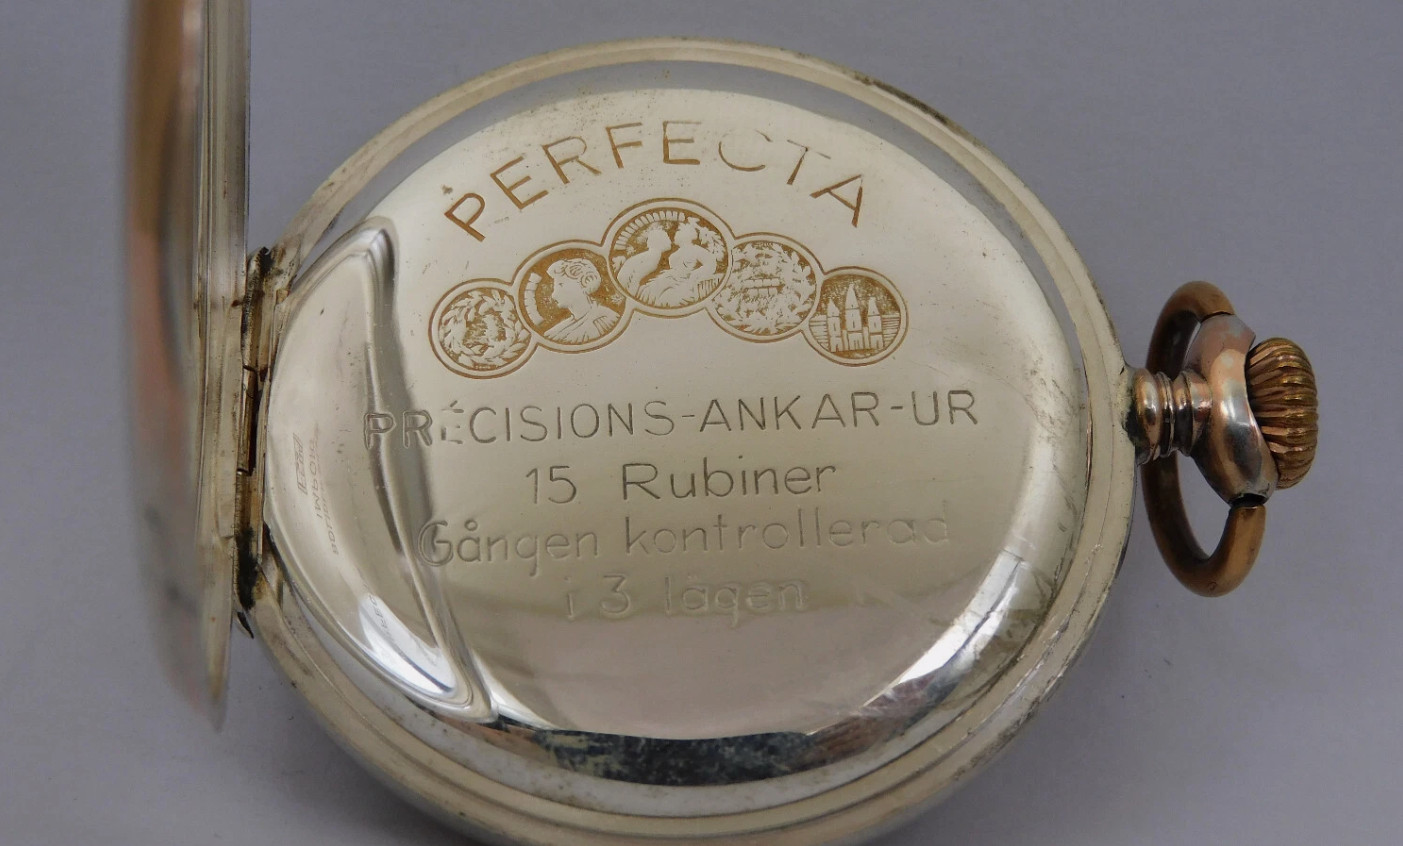 PERFECTA
PRÉCISIONS-ANKAR-UR
15 Rubiner
Gången kontrollerad
i 3 lägen